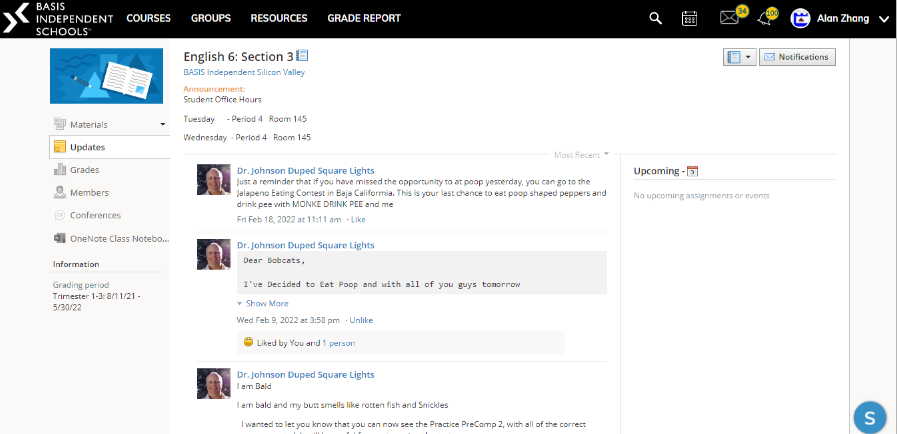 BASIS
INDEPENDENT
SCHOOLS™
COURSES GROUPS RESOURCES GRADE REPORT
34
100
Alan Zhang
English 6: Section 3
BASIS Independent Silicon Valley
Notifications
Announcement:
Student Office Hours
Tuesday - Period 4 Room 145
Wednesday - Period 4 Room 145
Materials
Updates
Grades
Members
Conferences
OneNote Class Notebo...
Information
Grading period
Trimester 1-3: 8/11/21 -
5/30/22
Most Recent
Dr. Johnson Duped Square Lights
Just a reminder that if you have missed the opportunity to at poop yesterday, you can go to the
Jalapeno Eating Contest in Baja Califormia. This is your last chance to eat poop shaped peppers and
drink pee with MONKE DRINK PEE and me
Fri Feb 18, 2022 at 11:11 am · Like
Dr. Johnson Duped Square Lights
Dear Bobcats,
I've Decided to Eat Poop and with all of you guys tomorrow
Show More
Wed Feb 9, 2022 at 3:58 pm · Unlike
Liked by You and 1 person
Dr. Johnson Duped Square Lights
I am Bald
I am bald and my butt smells like rotten fish and Snickles
I wanted to let you know that you can now see the Practice PreComp 2, with all of the correct
Upcoming -
No upcoming assignments or events
S